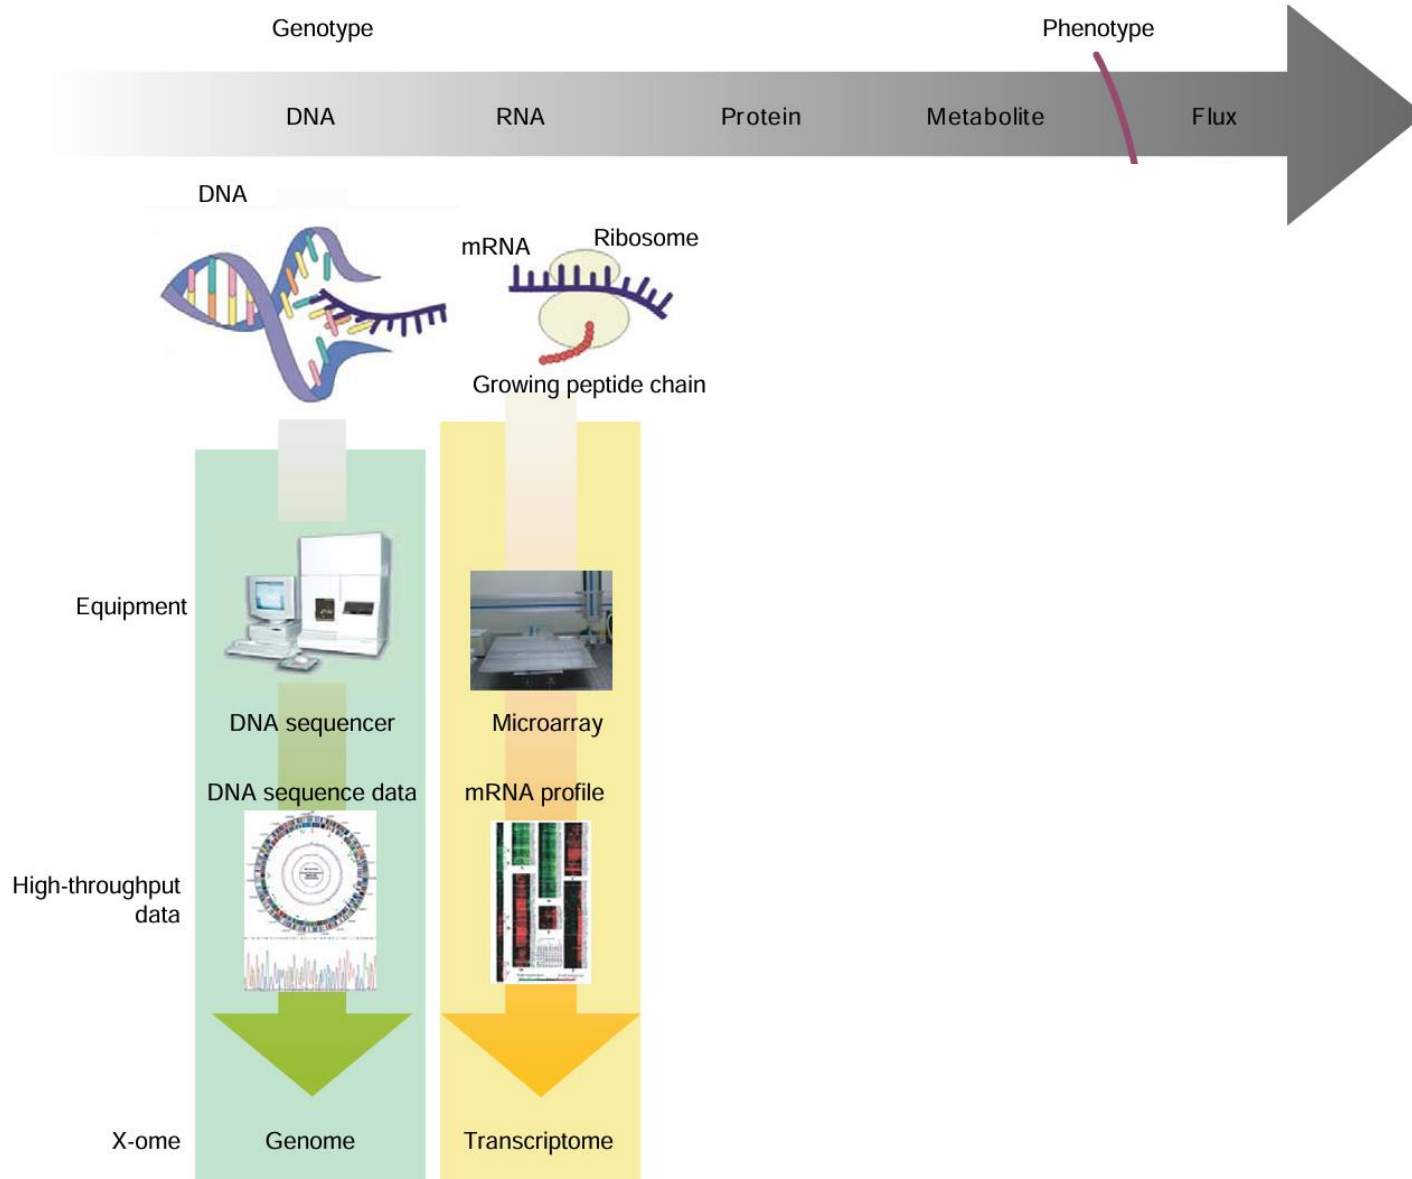 Genotype
Phenotype
DNA
RNA
Protein
Metabolite
Flux
DNA
mRNA
Ribosome
Growing peptide chain
Equipment
DNA sequencer
Microarray
DNA sequence data
mRNA profile
High-throughput
data
X-ome
Genome
Transcriptome